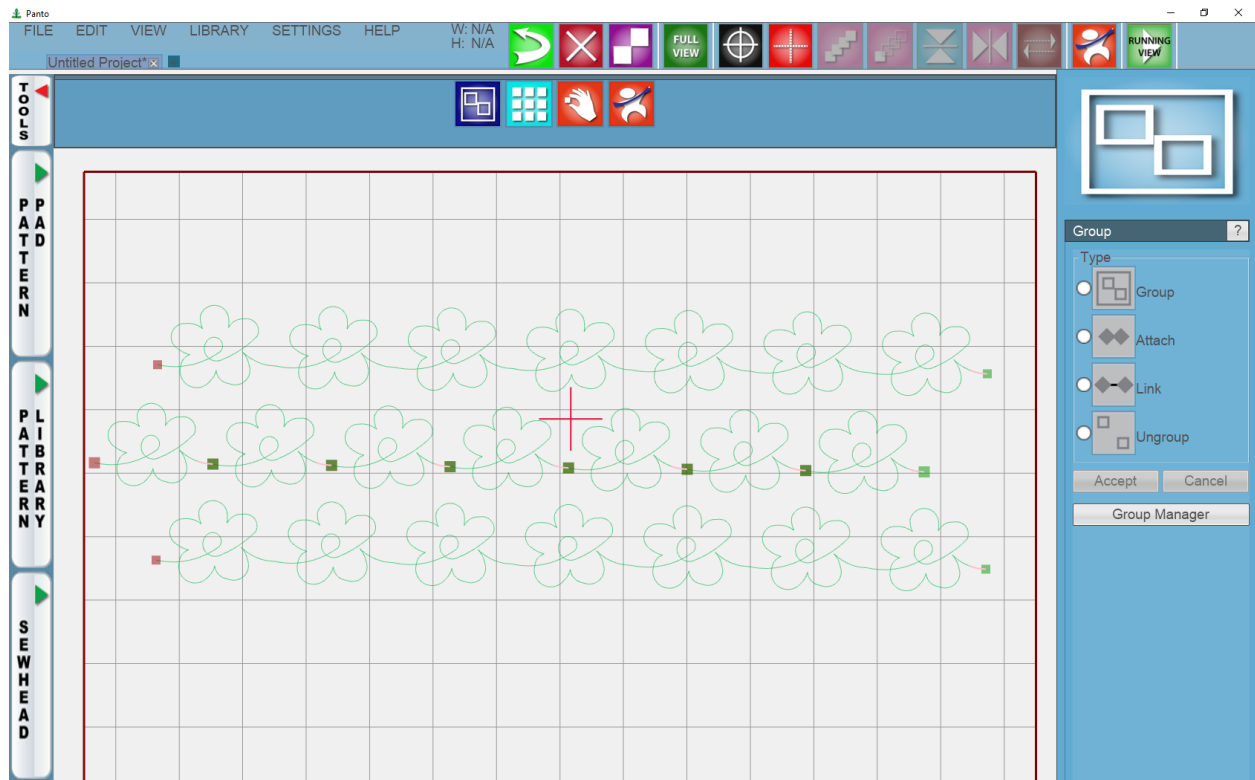 Panto
FILE EDIT VIEW LIBRARY SETTINGS HELP
W: N/A
H: N/A
FULL
VIEW
RUNNING
VIEW
Untitled Project*
TOOLS
PATTERN
PAD
PATTERN
LIBRARY
SEWHEAD
Group ?
Type
Group
Attach
Link
Ungroup
Accept Cancel
Group Manager